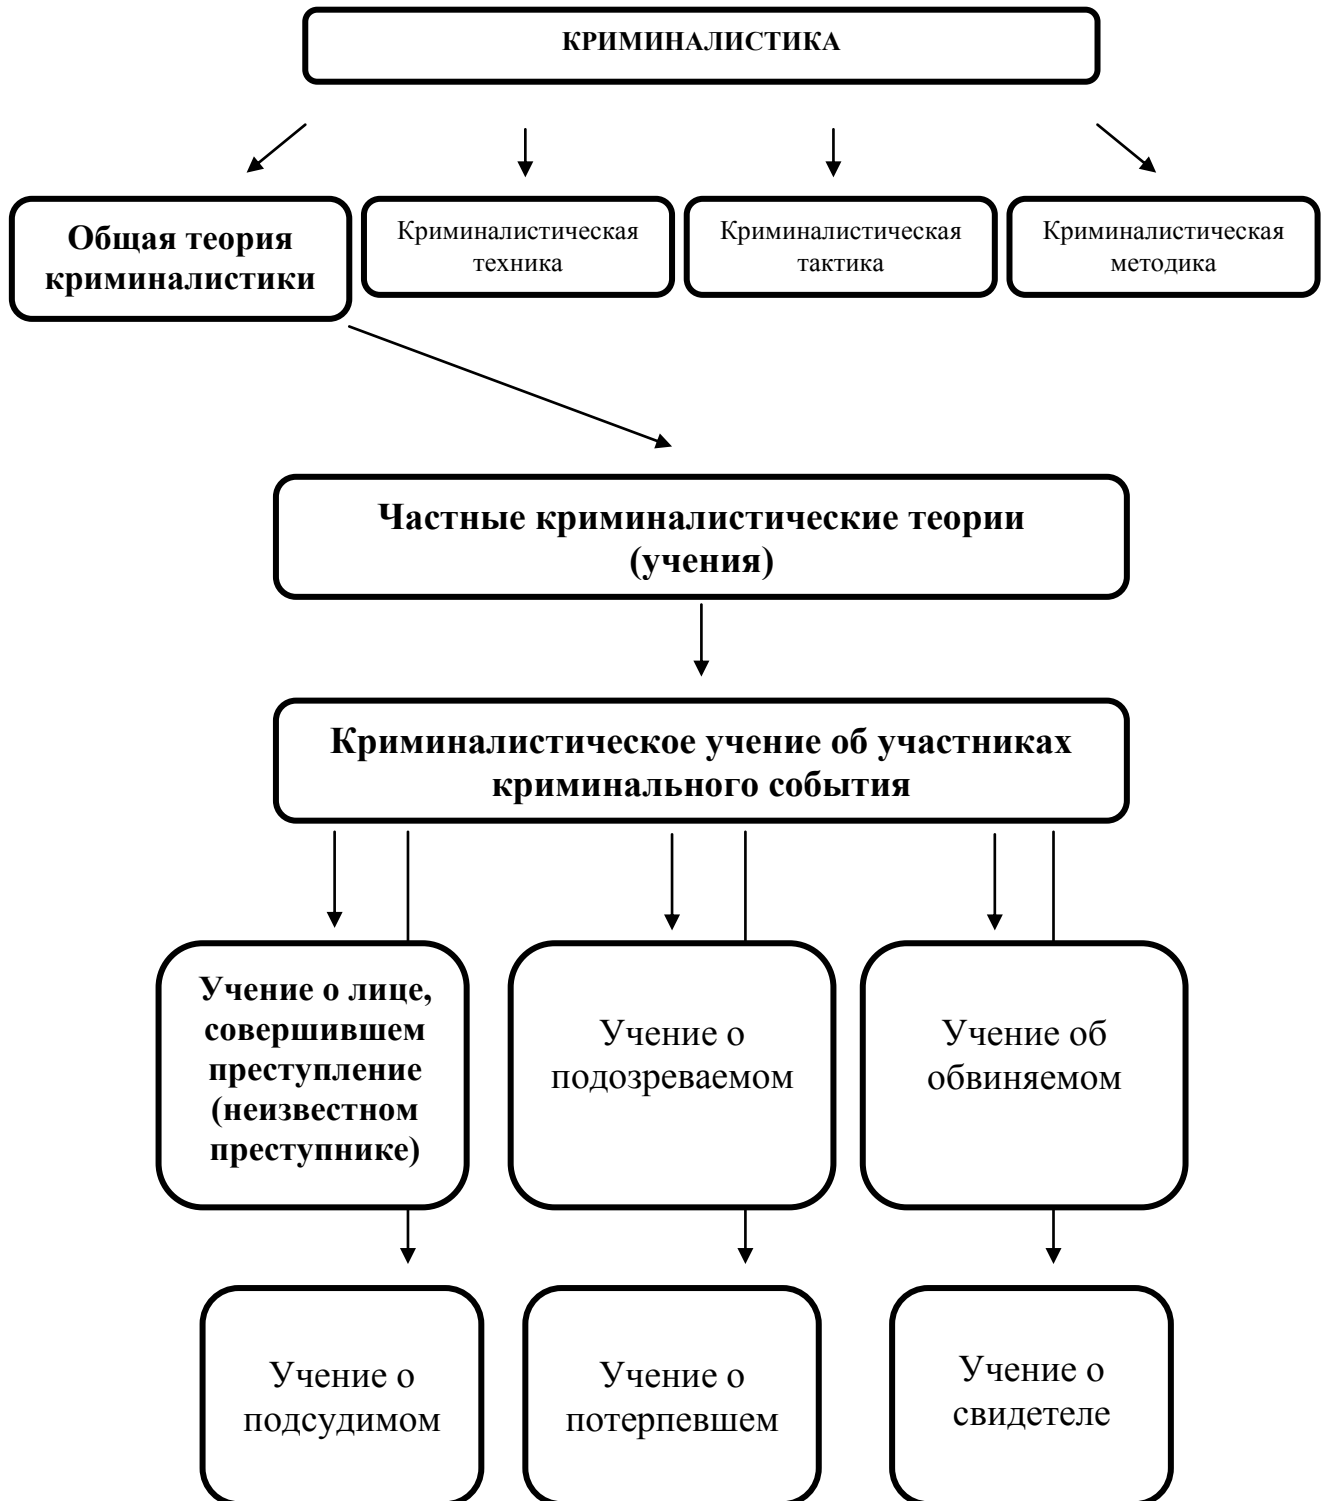 КРИМИНАЛИСТИКА
Общая теория
криминалистики
Криминалистическая
техника
Криминалистическая
тактика
Криминалистическая
методика
Частные криминалистические теории
(учения)
Криминалистическое учение об участниках
криминального события
Учение о лице,
совершившем
преступление
(неизвестном
преступнике)
Учение о
подозреваемом
Учение об
обвиняемом
Учение о
подсудимом
Учение о
потерпевшем
Учение о
свидетеле